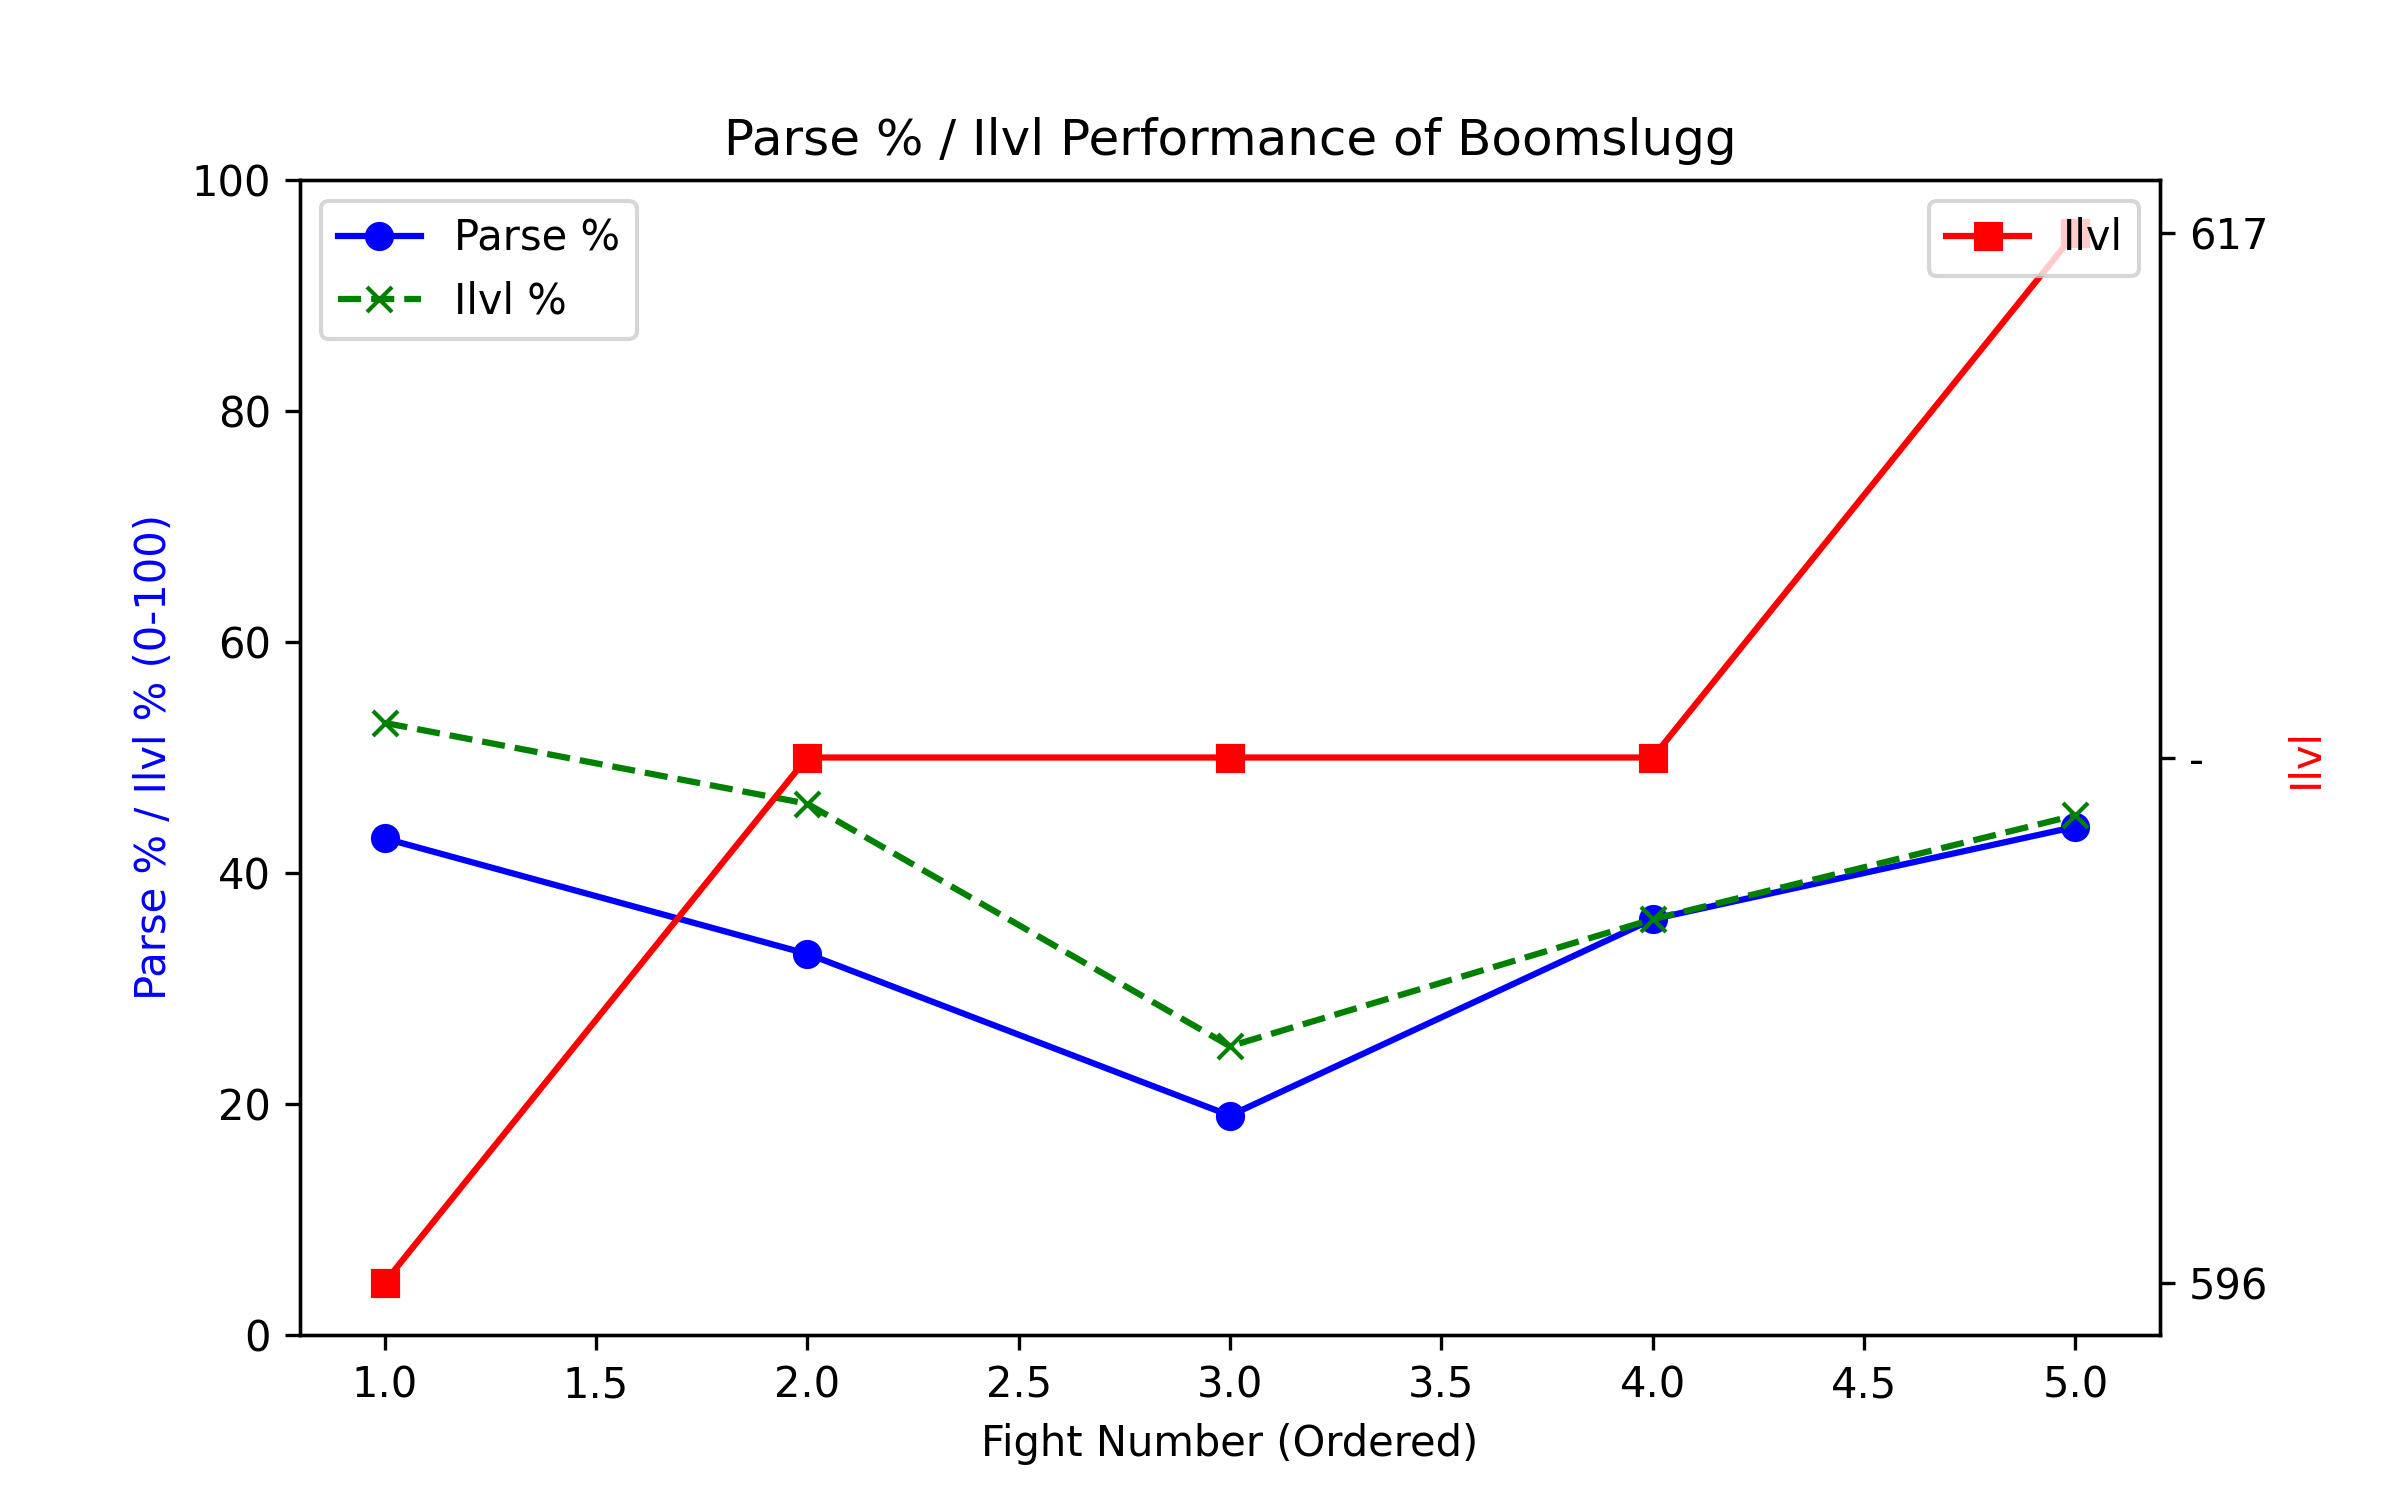 Parse % / Ilvl Performance of Boomslugg
Parse %
Ilvl %
Ilvl
100
80
60
40
20
0
Parse % / Ilvl % (0-100)
617
-
596
Ilvl
1.0 1.5 2.0 2.5 3.0 3.5 4.0 4.5 5.0
Fight Number (Ordered)